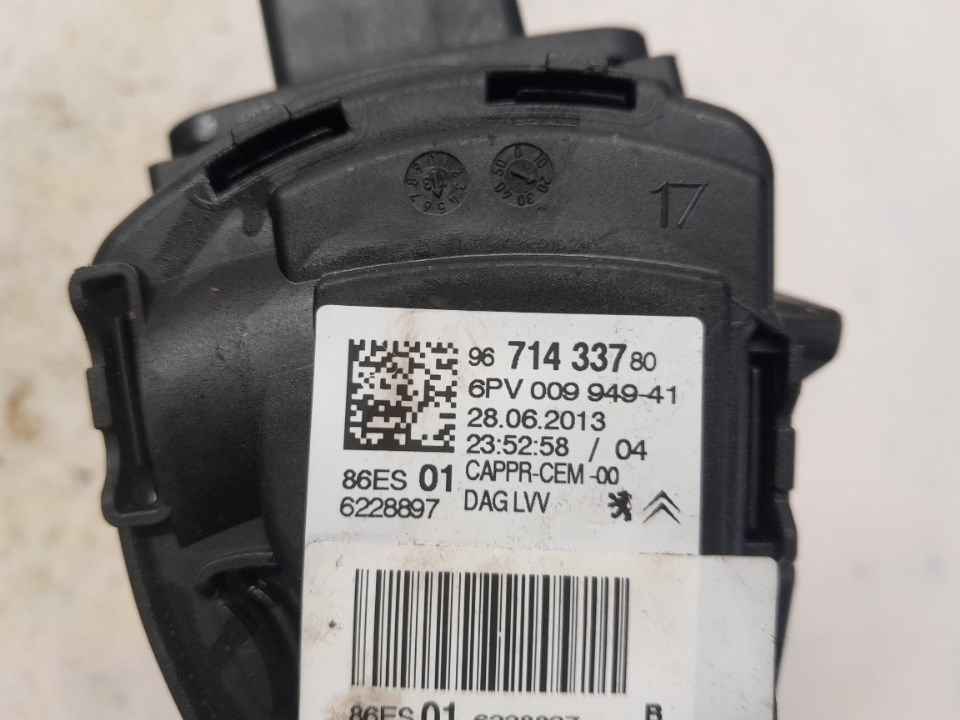 17
96 714 337 80
6PV 009 949-41
28.06.2013
23:52:58 / 04
86ES 01 CAPPR-CEM -00
6228897 DAG LVV
86ES 01 6228897 B